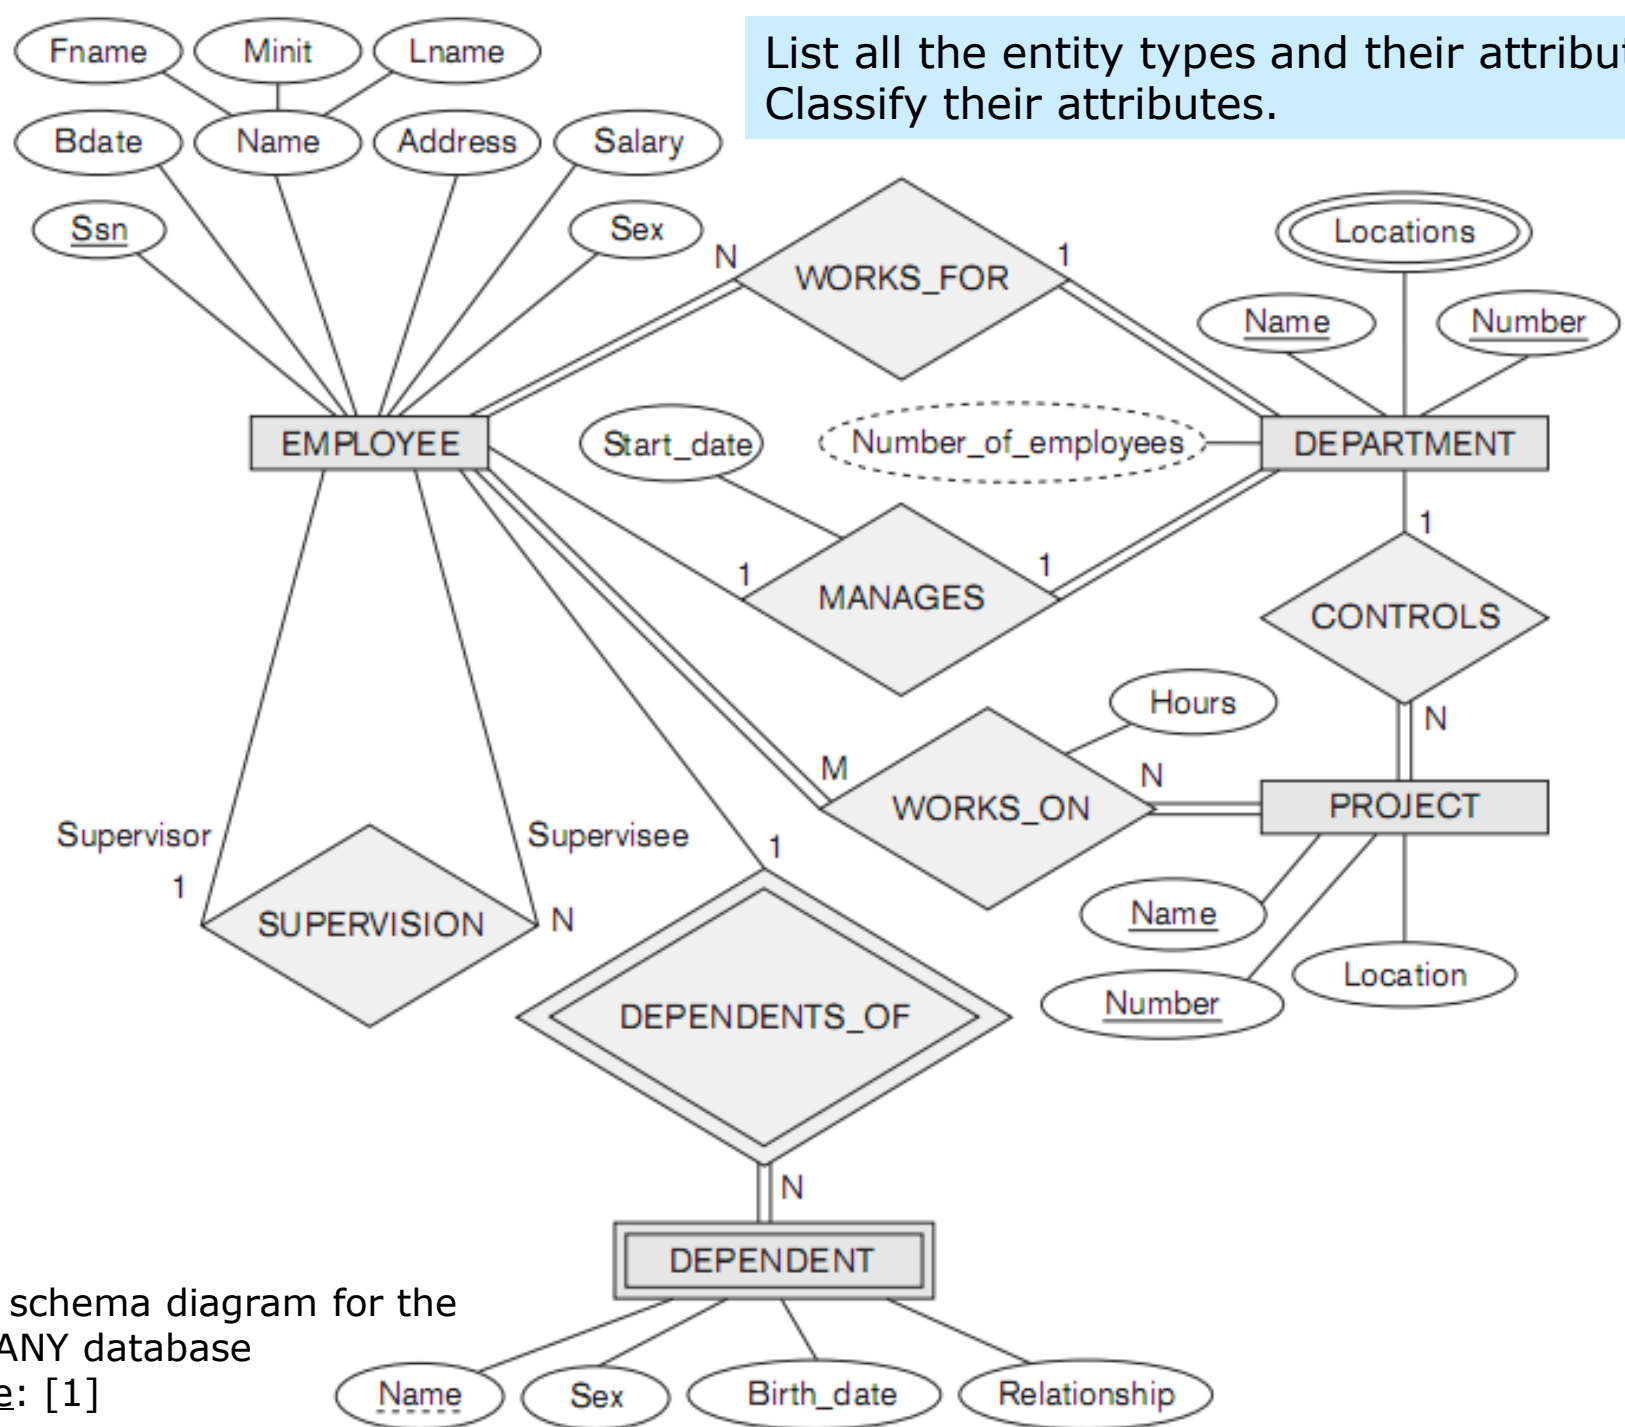 List all the entity types and their
Classify their attributes.
Fname
Minit
Lname
Bdate
Name
Address
Salary
Ssn
Sex
N
WORKS_FOR
1
Locations
Name
Number
EMPLOYEE
Start_date
Number_of_employees
DEPARTMENT
1
MANAGES
1
1
CONTROLS
N
Hours
M
WORKS_ON
N
PROJECT
Supervisor
Supervisee
1
SUPERVISION
N
1
Name
Number
Location
DEPENDENTS_OF
N
DEPENDENT
schema diagram for the
database
[1]
Name
Sex
Birth_date
Relationship